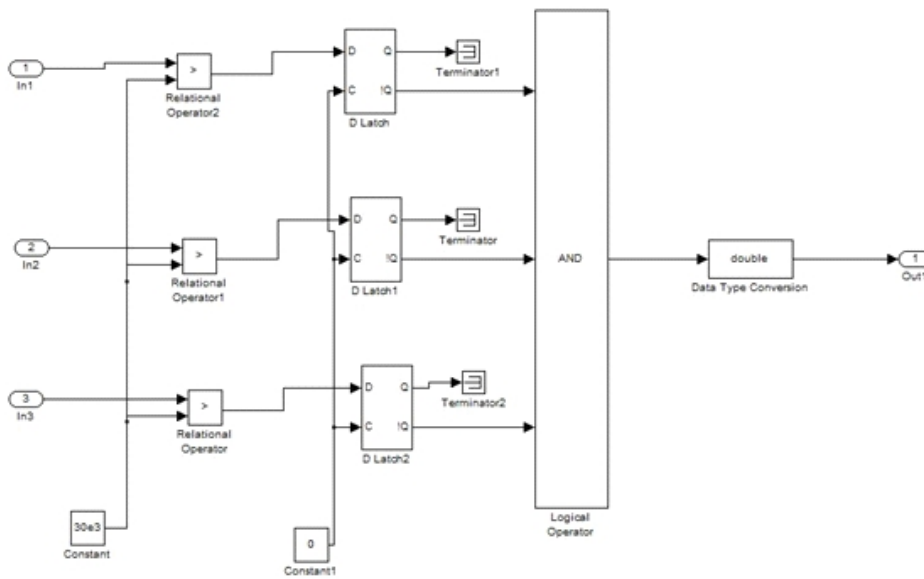 1
In1
>
Relational
Operator2
D Q
C !Q
D Latch
Terminator1
2
In2
>
Relational
Operator1
D Q
C !Q
D Latch1
Terminator
AND
double
Data Type Conversion
1
Out1
3
In3
>
Relational
Operator
D Q
C !Q
D Latch2
Terminator2
30e3
Constant
0
Constant1
Logical
Operator